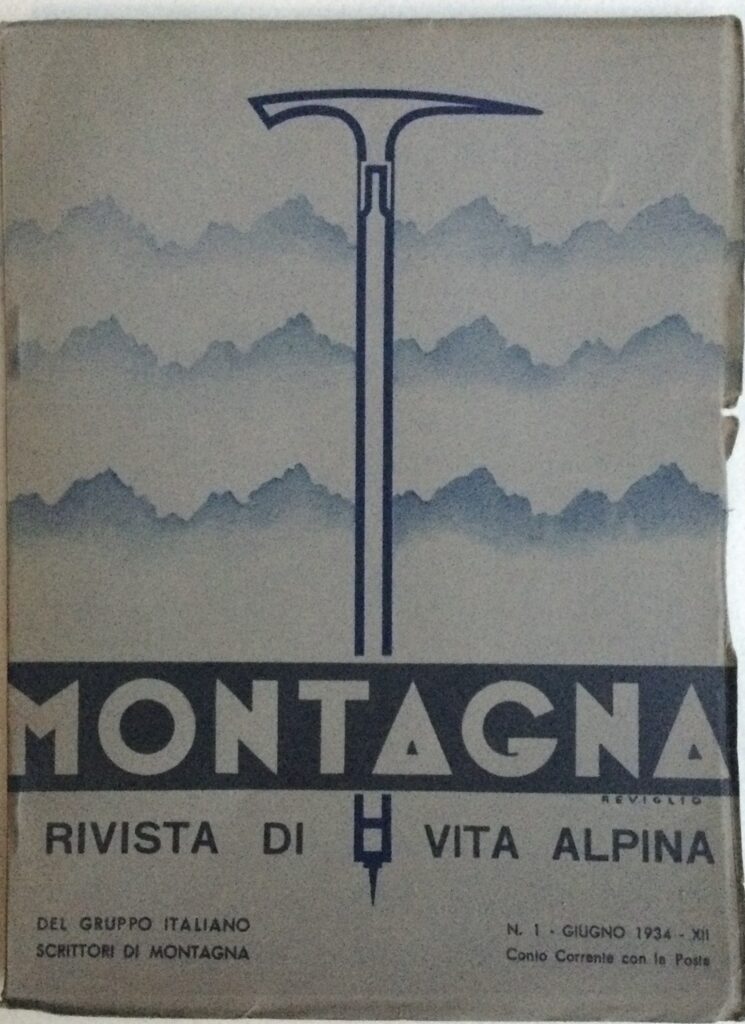 MONTAGNA
REVIGLIO
RIVISTA DI VITA ALPINA
DEL GRUPPO ITALIANO
SCRITTORI DI MONTAGNA
N. 1 - GIUGNO 1934 - XII
Conto Corrente con la Posta